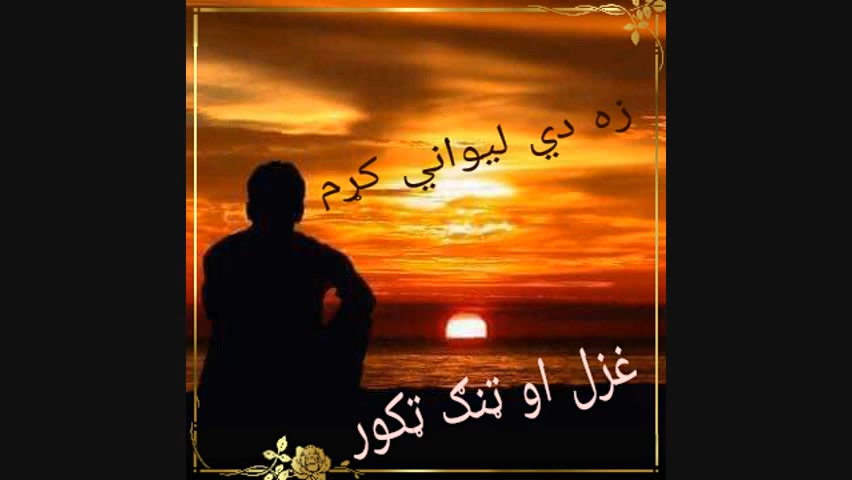 زه دي ليواني کړم
غزل او ټنګ ټکور